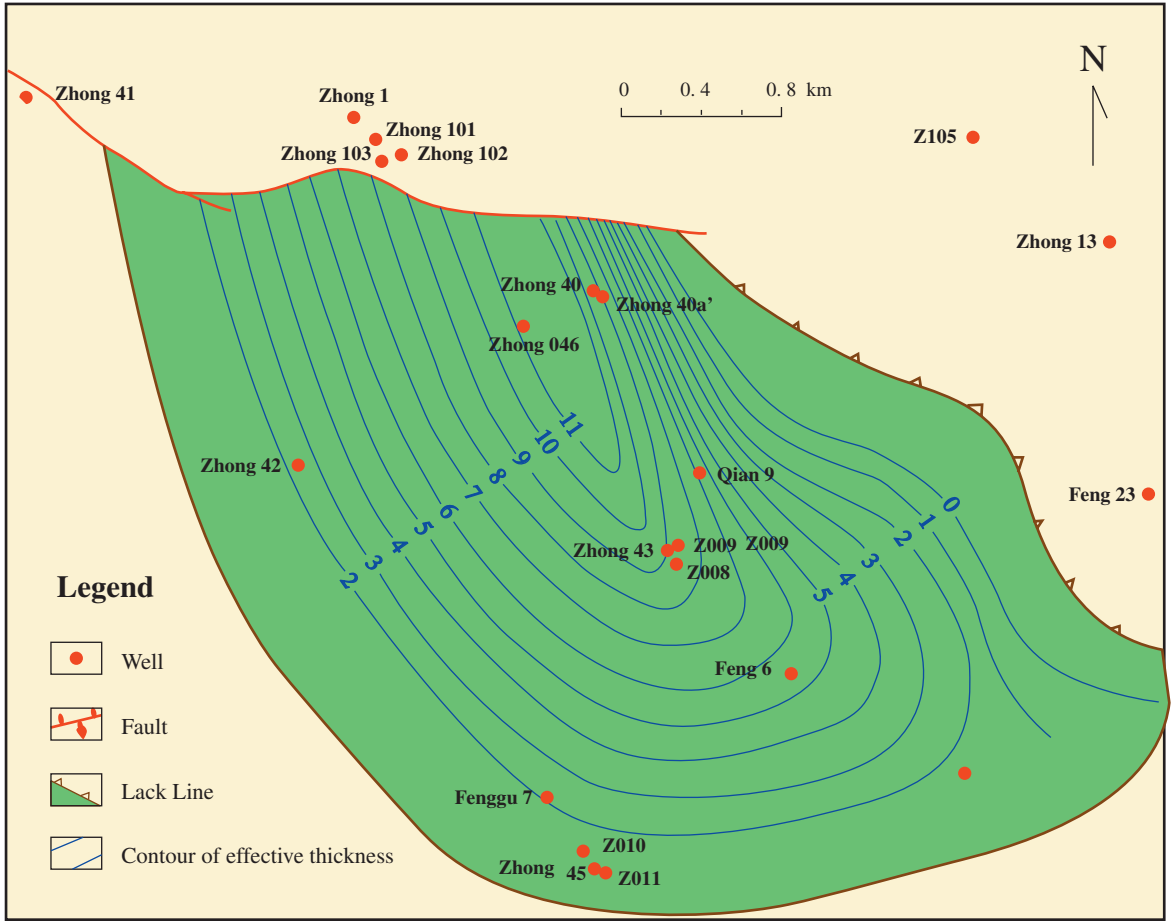 N
0 0. 4 0. 8 km
Zhong 41
Zhong 1
Zhong 101
Zhong 103
Zhong 102
Z105
Zhong 13
Zhong 40
Zhong 40a’
Zhong 046
11
10
9
8
7
6
5
4
3
2
Zhong 42
Qian 9
Feng 23
0
1
2
3
4
5
Zhong 43
Z009
Z009
Z008
Feng 6
Fenggu 7
Z010
Zhong 45
Z011
Legend
Well
Fault
Lack Line
Contour of effective thickness